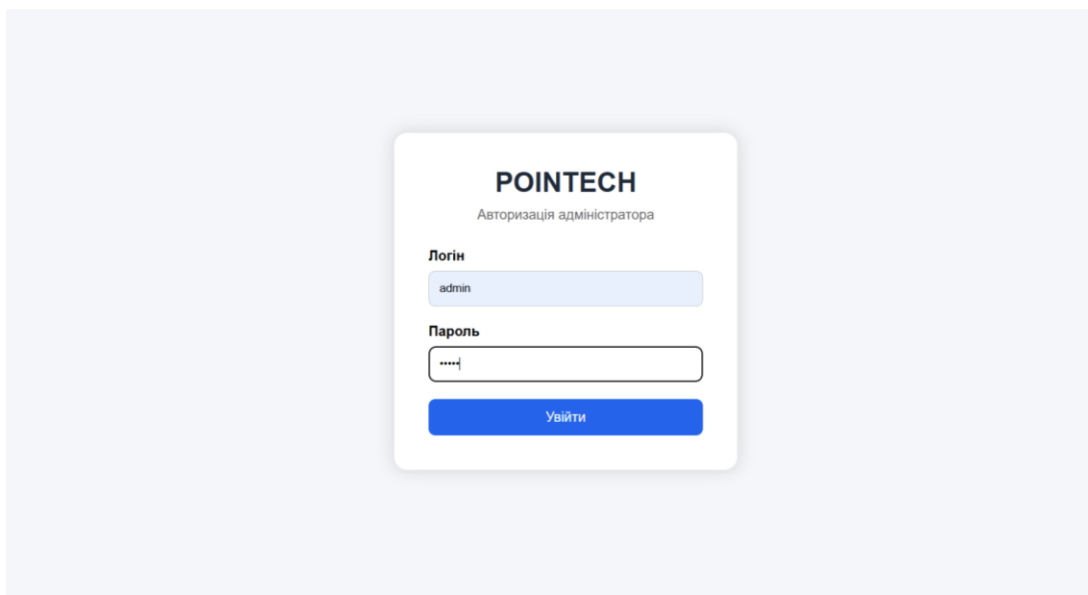 POINTECH
Авторизація адміністратора
Логін
admin
Пароль
•••••
Увійти